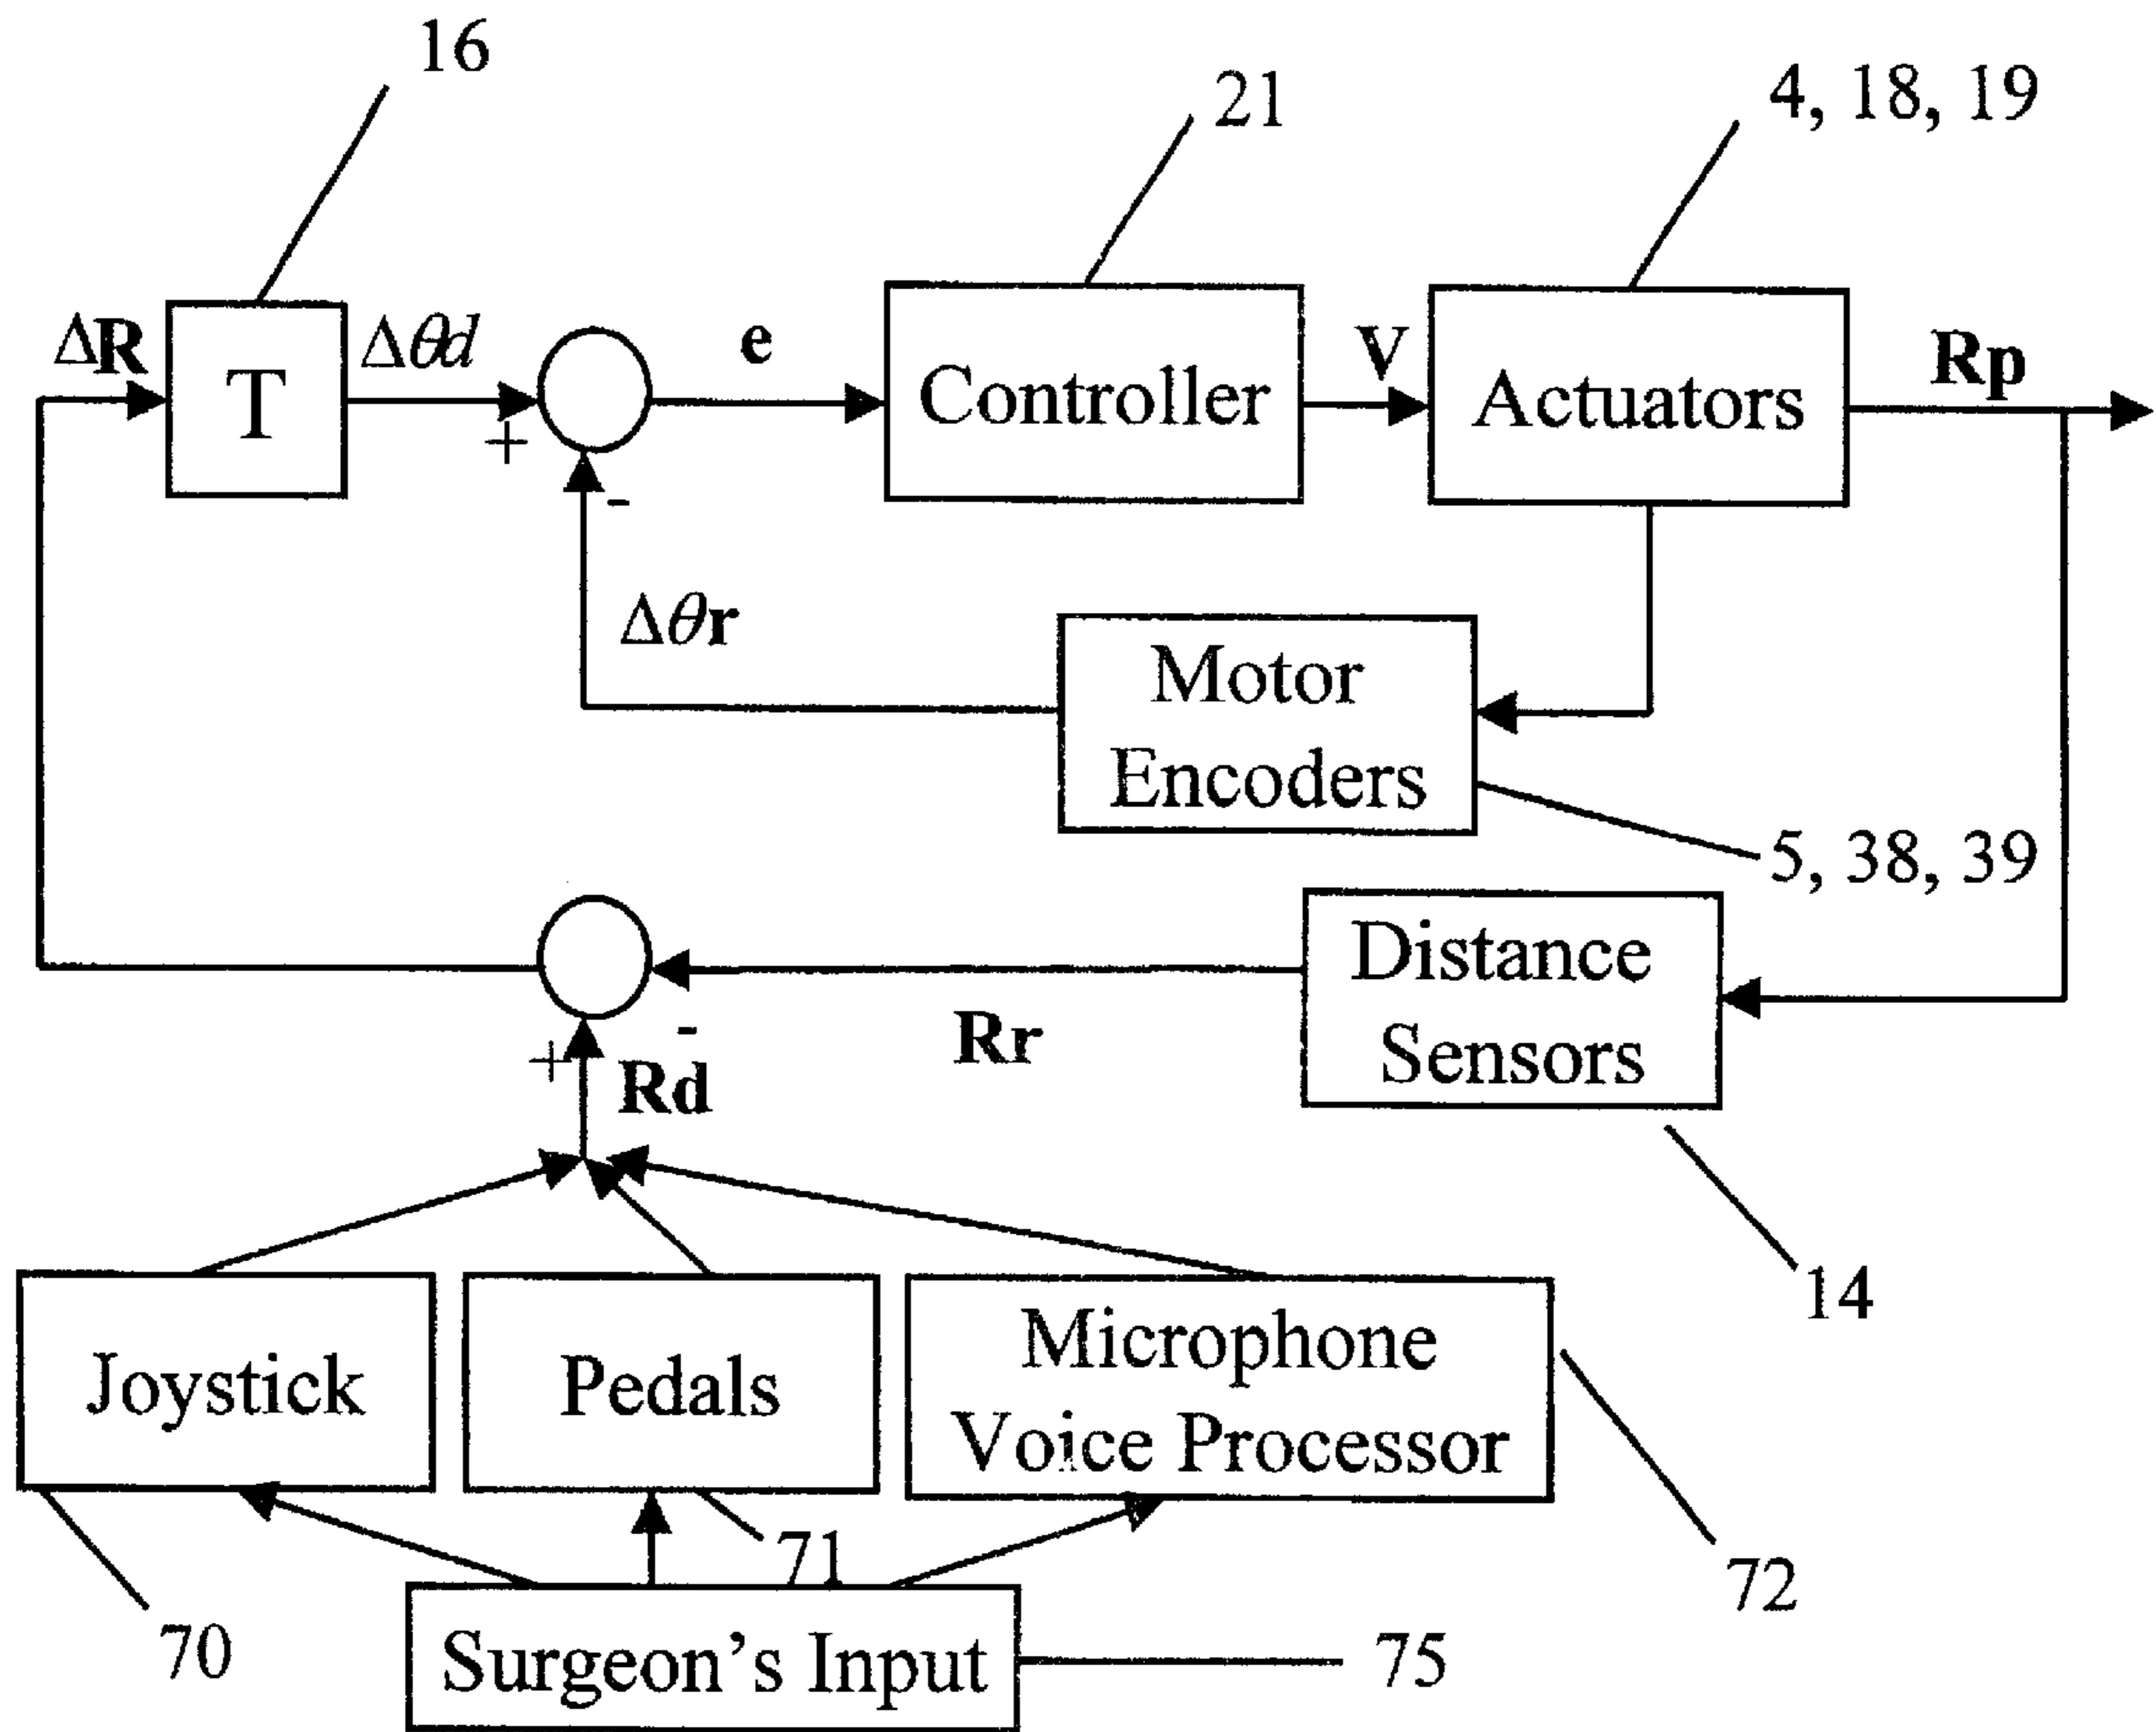 16
21
4, 18, 19
ΔR
T
Δθd
+
-
e
Controller
V
Actuators
Rp
Δθr
Motor
Encoders
5, 38, 39
Distance
Sensors
14
Rr
-
+
Rd
Joystick
Pedals
Microphone
Voice Processor
70
71
72
Surgeon's Input
75